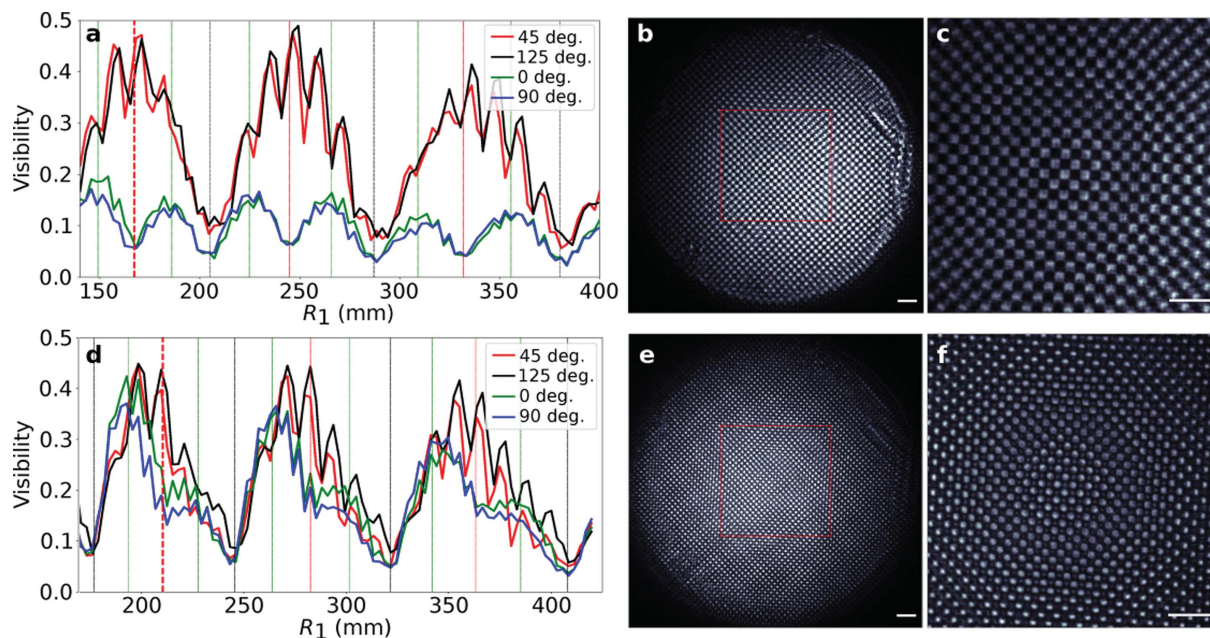 a
Visibility
0.5
0.4
0.3
0.2
0.1
0.0
45 deg.
125 deg.
0 deg.
90 deg.
150 200 250 300 350 400
R1 (mm)
b
c
d
Visibility
0.5
0.4
0.3
0.2
0.1
0.0
45 deg.
125 deg.
0 deg.
90 deg.
200 250 300 350 400
R1 (mm)
e
f